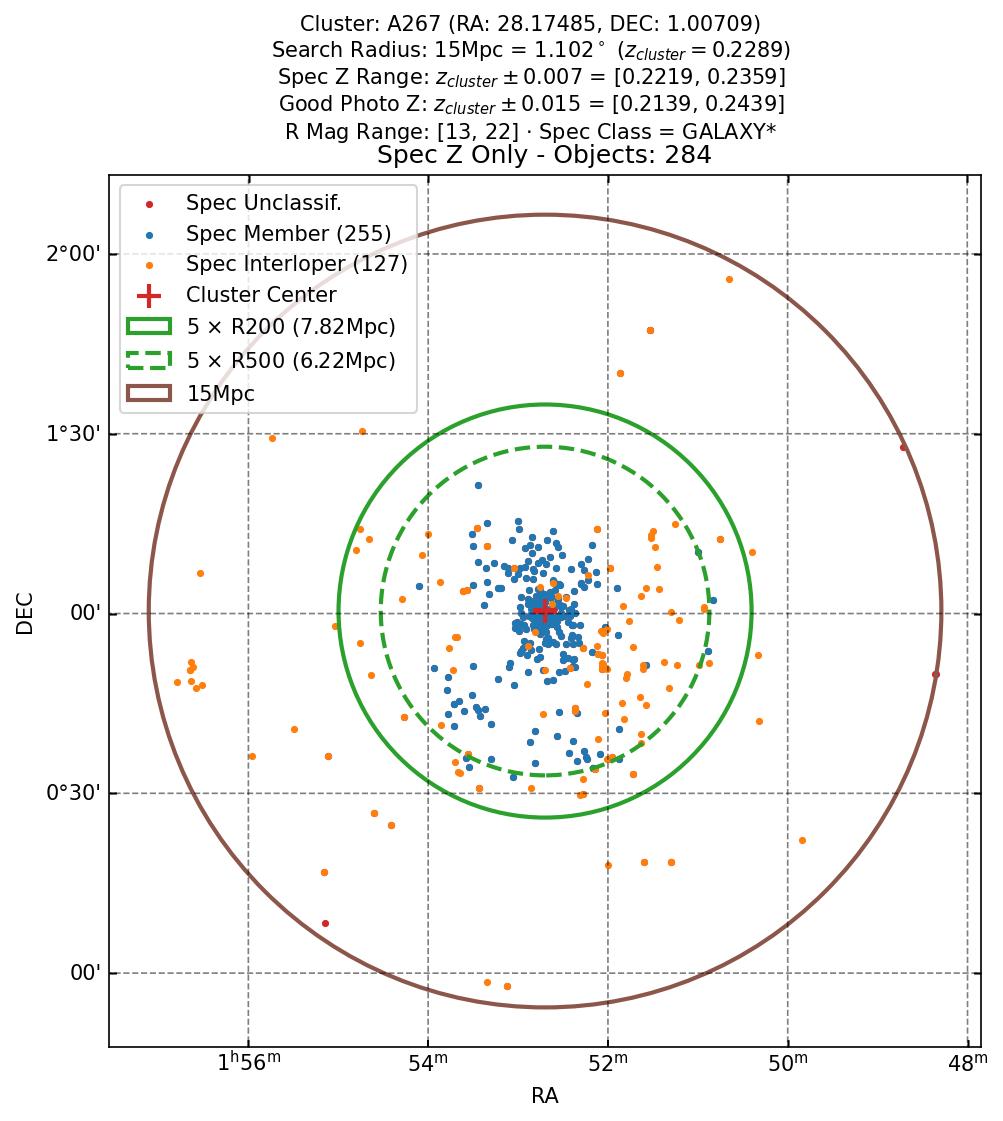 Cluster: A267 (RA: 28.17485, DEC: 1.00709)
Search Radius: 15Mpc = 1.102° (z_cluster = 0.2289)
Spec Z Range: z_cluster ± 0.007 = [0.2219, 0.2359]
Good Photo Z: z_cluster ± 0.015 = [0.2139, 0.2439]
R Mag Range: [13, 22] · Spec Class = GALAXY*
Spec Z Only - Objects: 284
Spec Unclassif.
Spec Member (255)
Spec Interloper (127)
Cluster Center
5 × R200 (7.82Mpc)
5 × R500 (6.22Mpc)
15Mpc
2°00'
1°30'
00'
0°30'
00'
DEC
1ʰ56ᵐ
54ᵐ
52ᵐ
50ᵐ
48ᵐ
RA